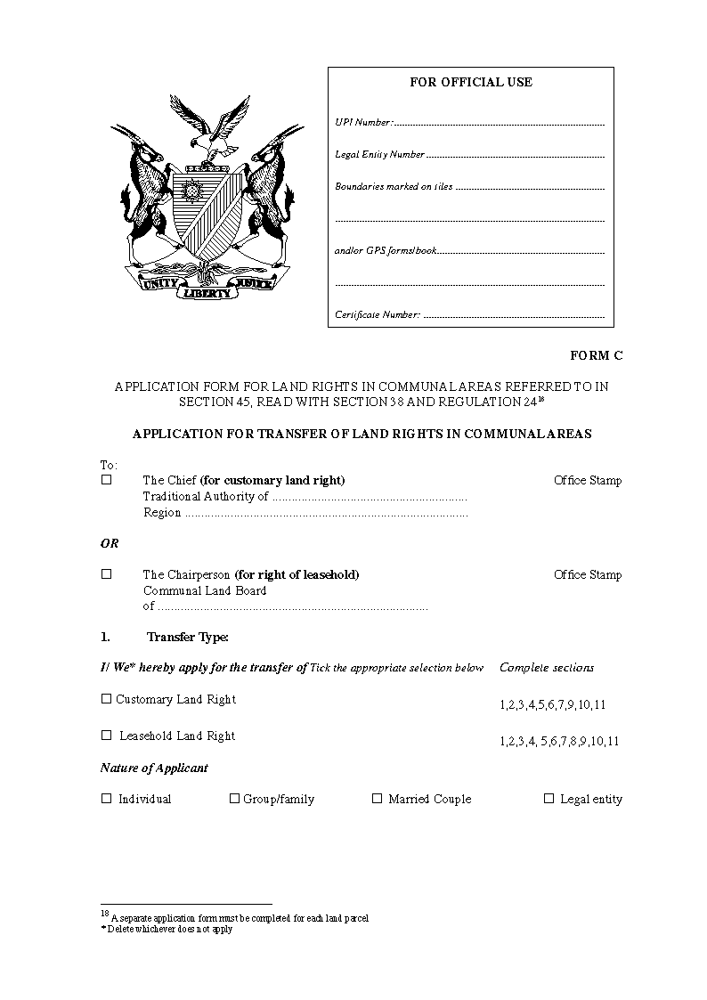 FOR OFFICIAL USE
UPI Number:..........................................................................................
Legal Entity Number ............................................................................
Boundaries marked on tiles ................................................................
..............................................................................................................
and/or GPS forms/book........................................................................
..............................................................................................................
Certificate Number: .............................................................................
UNITY LIBERTY JUSTICE
FORM C
APPLICATION FORM FOR LAND RIGHTS IN COMMUNAL AREAS REFERRED TO IN
SECTION 45, READ WITH SECTION 38 AND REGULATION 24¹⁸
APPLICATION FOR TRANSFER OF LAND RIGHTS IN COMMUNAL AREAS
To:
☐ The Chief (for customary land right) Office Stamp
Traditional Authority of ............................................................
Region .......................................................................................
OR
☐ The Chairperson (for right of leasehold) Office Stamp
Communal Land Board
of ...................................................................................
1. Transfer Type:
I/ We* hereby apply for the transfer of Tick the appropriate selection below Complete sections
☐ Customary Land Right 1,2,3,4,5,6,7,9,10,11
☐ Leasehold Land Right 1,2,3,4, 5,6,7,8,9,10,11
Nature of Applicant
☐ Individual ☐ Group/family ☐ Married Couple ☐ Legal entity
18 A separate application form must be completed for each land parcel
* Delete whichever does not apply